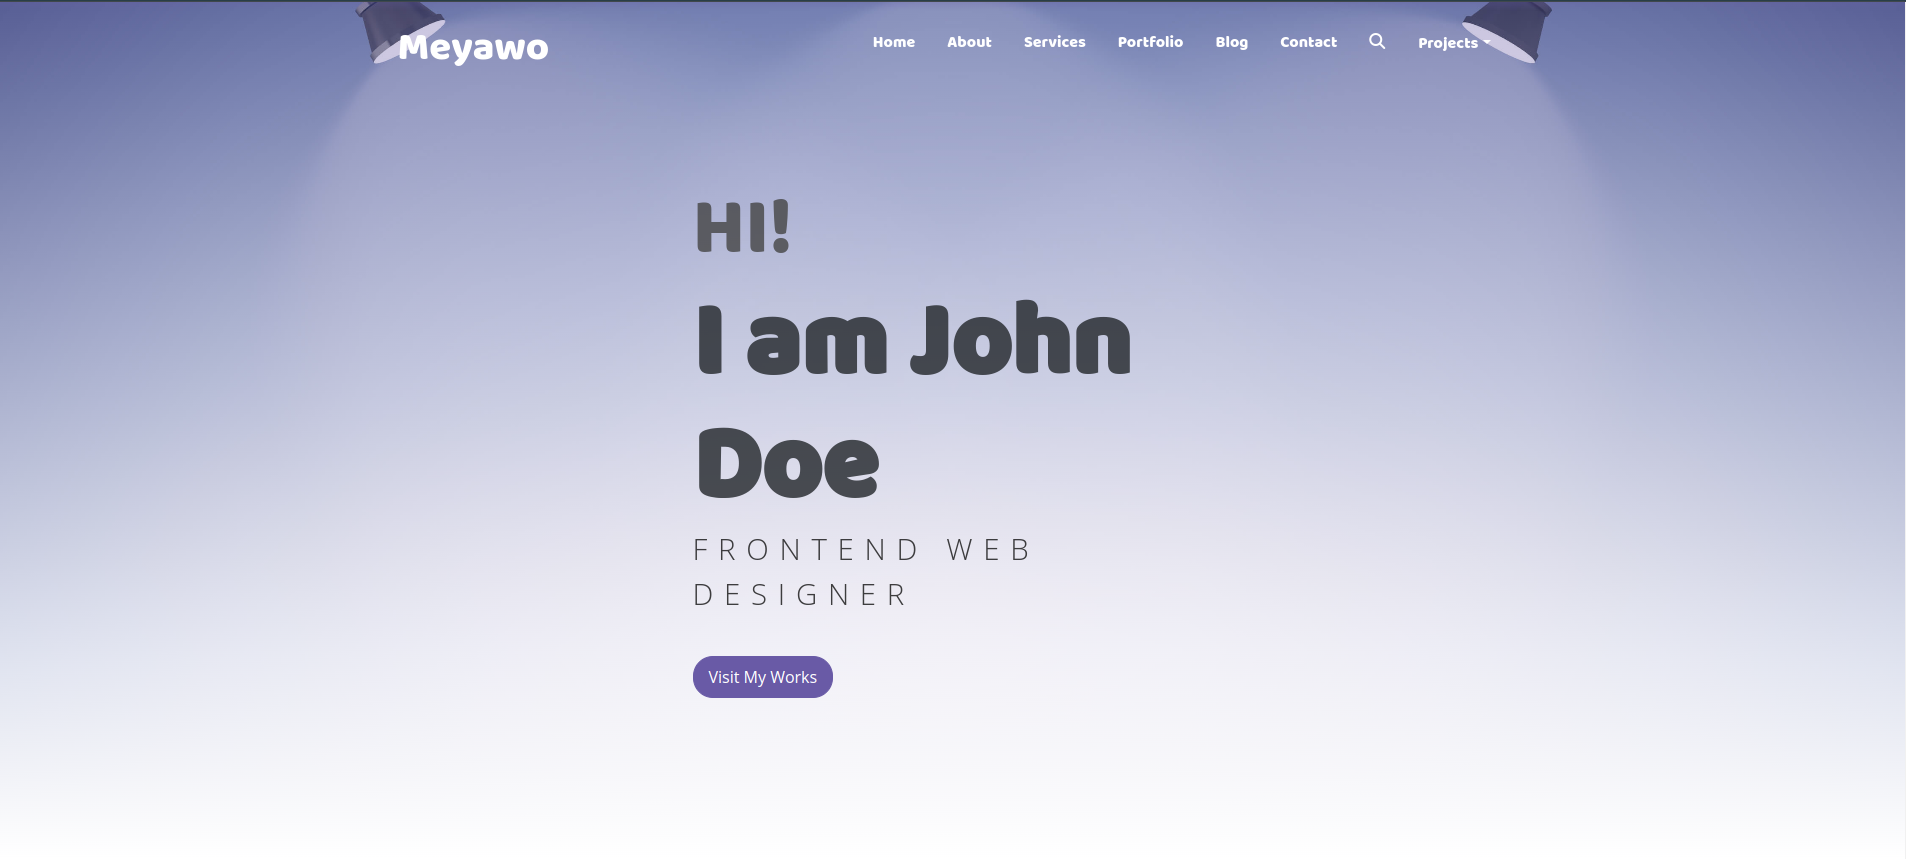 Meyawo
Home About Services Portfolio Blog Contact Projects
HI!
I am John
Doe
FRONTEND WEB
DESIGNER
Visit My Works